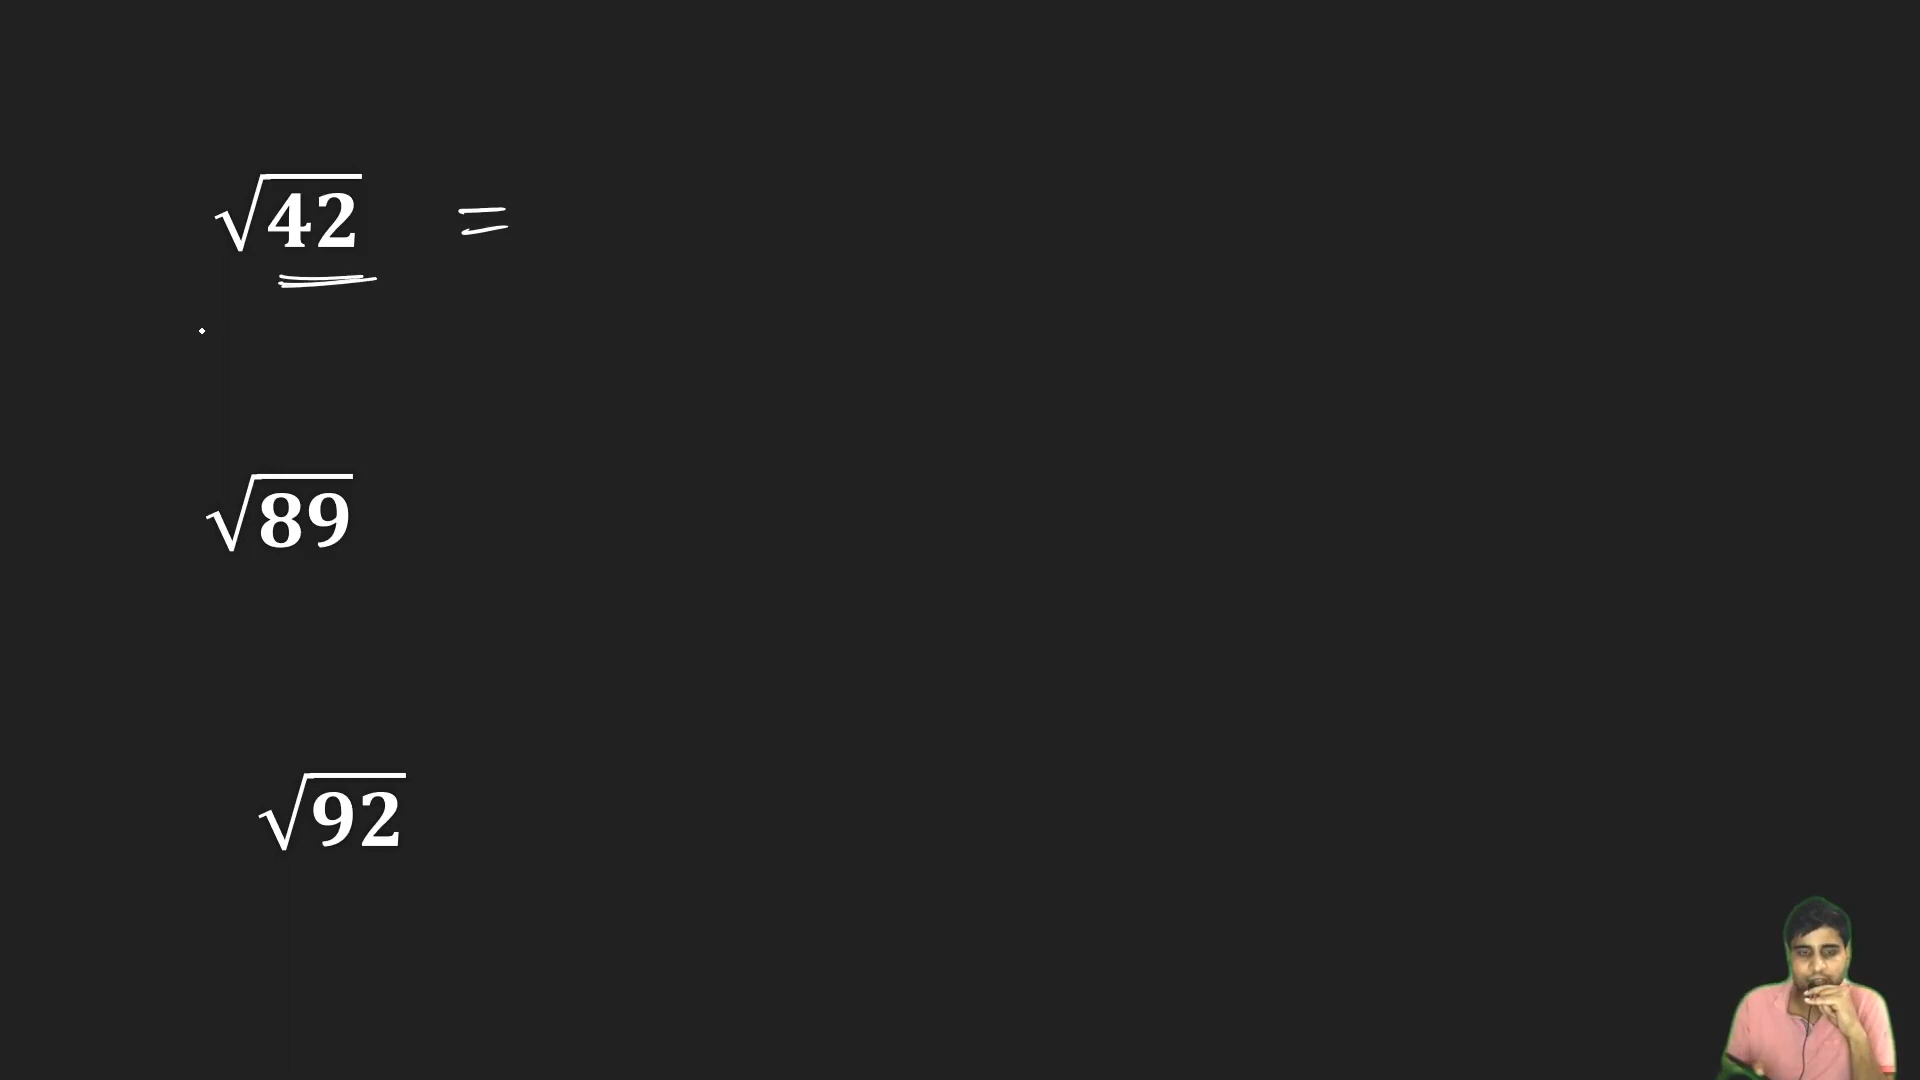 √42 =
√89
√92